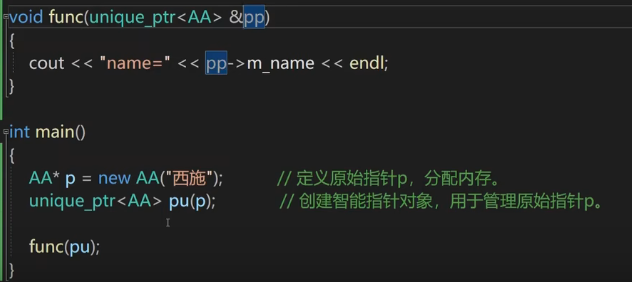 void func(unique_ptr<AA> &pp)
{
cout << "name=" << pp->m_name << endl;
}
int main()
{
AA* p = new AA("西施"); // 定义原始指针p，分配内存。
unique_ptr<AA> pu(p); // 创建智能指针对象，用于管理原始指针p。
func(pu);
}